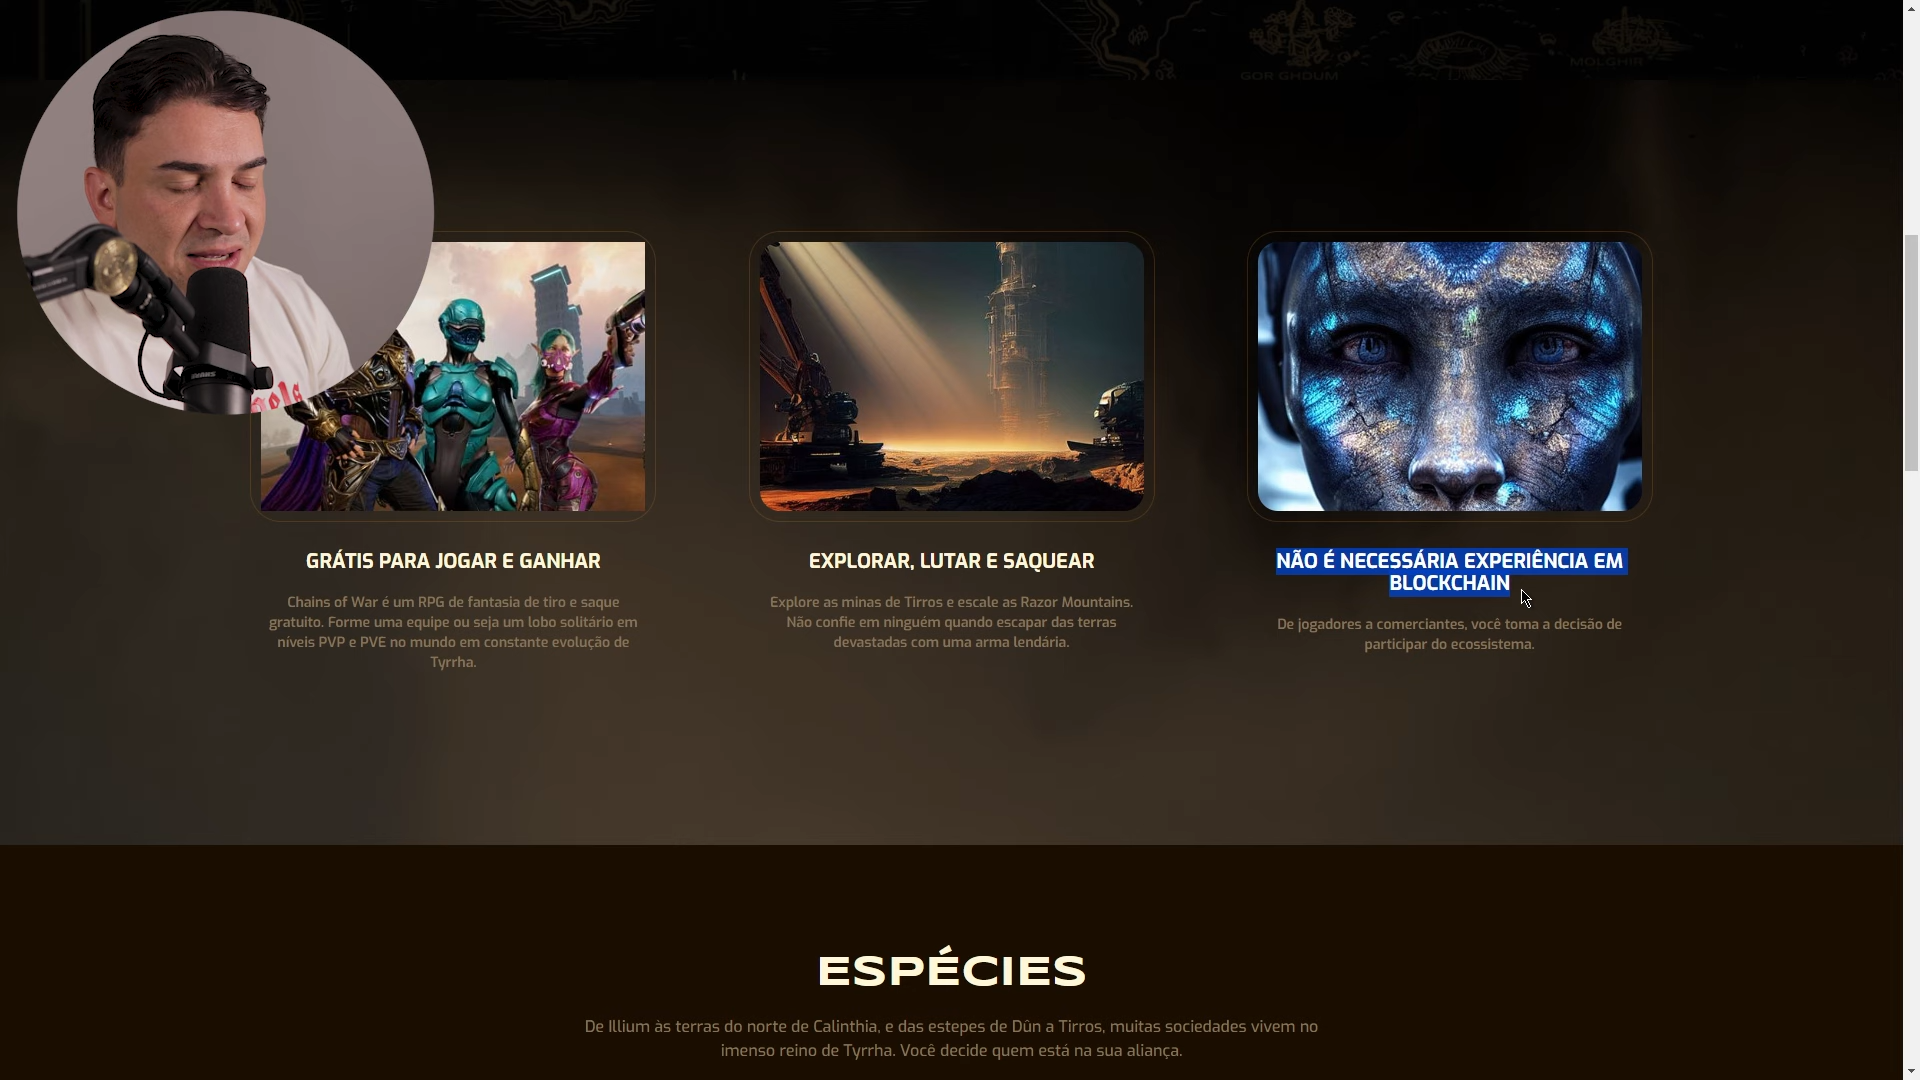 GOR GHDUM
MOLGHIR
GRÁTIS PARA JOGAR E GANHAR
Chains of War é um RPG de fantasia de tiro e saque
gratuito. Forme uma equipe ou seja um lobo solitário em
níveis PVP e PVE no mundo em constante evolução de
Tyrrha.
EXPLORAR, LUTAR E SAQUEAR
Explore as minas de Tirros e escale as Razor Mountains.
Não confie em ninguém quando escapar das terras
devastadas com uma arma lendária.
NÃO É NECESSÁRIA EXPERIÊNCIA EM
BLOCKCHAIN
De jogadores a comerciantes, você toma a decisão de
participar do ecossistema.
ESPÉCIES
De Illium às terras do norte de Calinthia, e das estepes de Dûn a Tirros, muitas sociedades vivem no
imenso reino de Tyrrha. Você decide quem está na sua aliança.